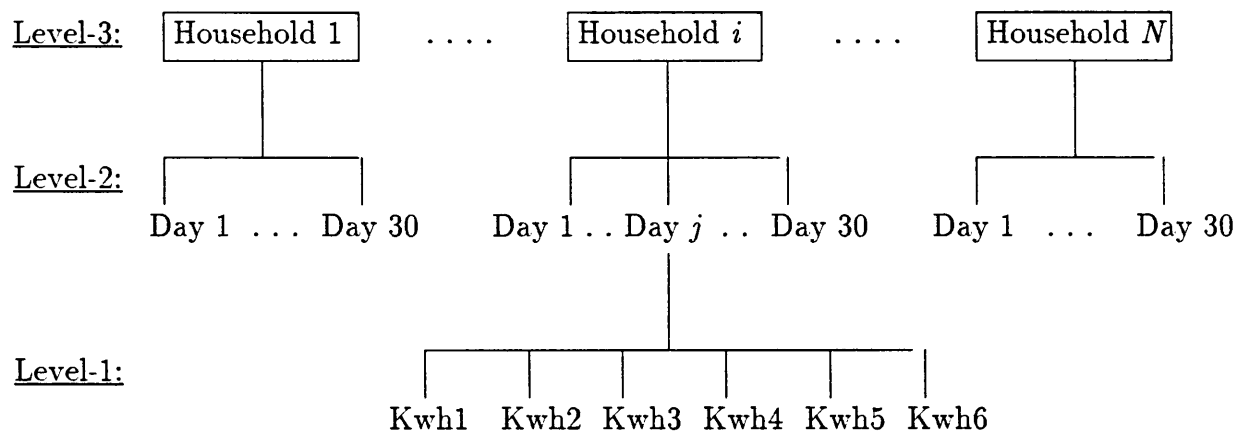 Level-3: Household 1 . . . . Household i . . . . Household N
Level-2:
Day 1 . . . Day 30 Day 1 . . Day j . . Day 30 Day 1 . . . Day 30
Level-1:
Kwh1 Kwh2 Kwh3 Kwh4 Kwh5 Kwh6